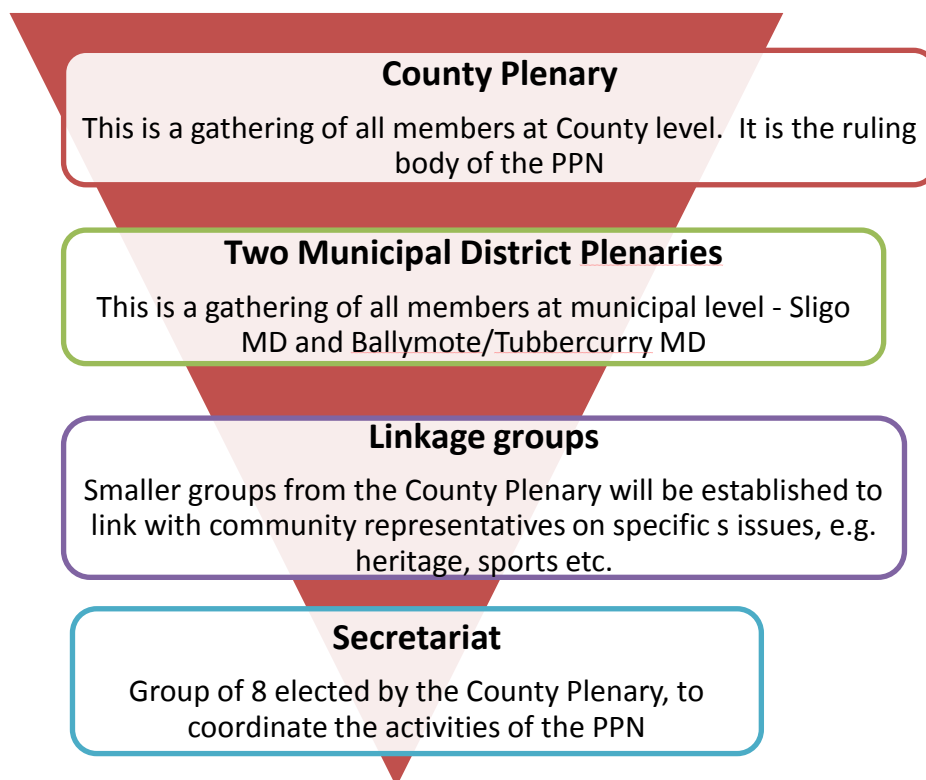 County Plenary
This is a gathering of all members at County level.  It is the ruling
body of the PPN
Two Municipal District Plenaries
This is a gathering of all members at municipal level - Sligo
MD and Ballymote/Tubbercurry MD
Linkage groups
Smaller groups from the County Plenary will be established to
link with community representatives on specific s issues, e.g.
heritage, sports etc.
Secretariat
Group of 8 elected by the County Plenary, to
coordinate the activities of the PPN